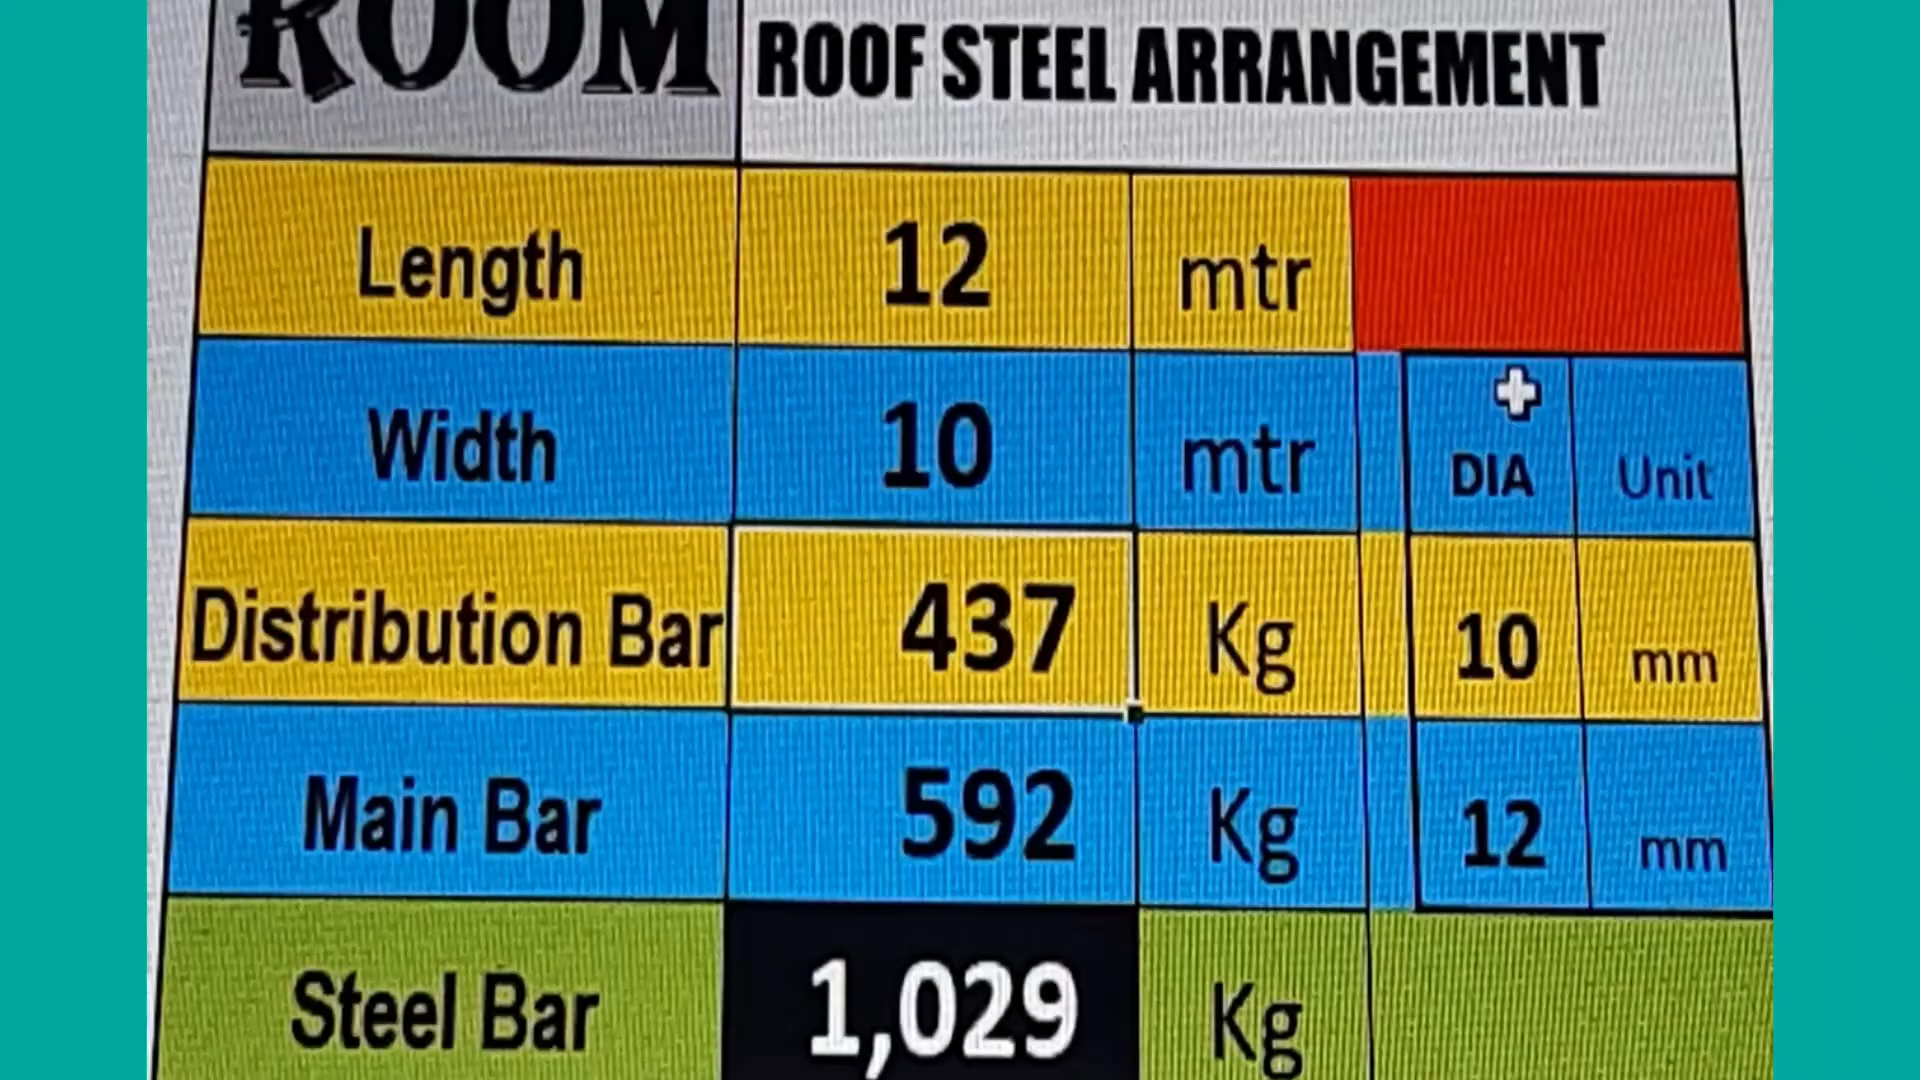 ROOM ROOF STEEL ARRANGEMENT
Length 12 mtr
Width 10 mtr DIA Unit
Distribution Bar 437 Kg 10 mm
Main Bar 592 Kg 12 mm
Steel Bar 1,029 Kg